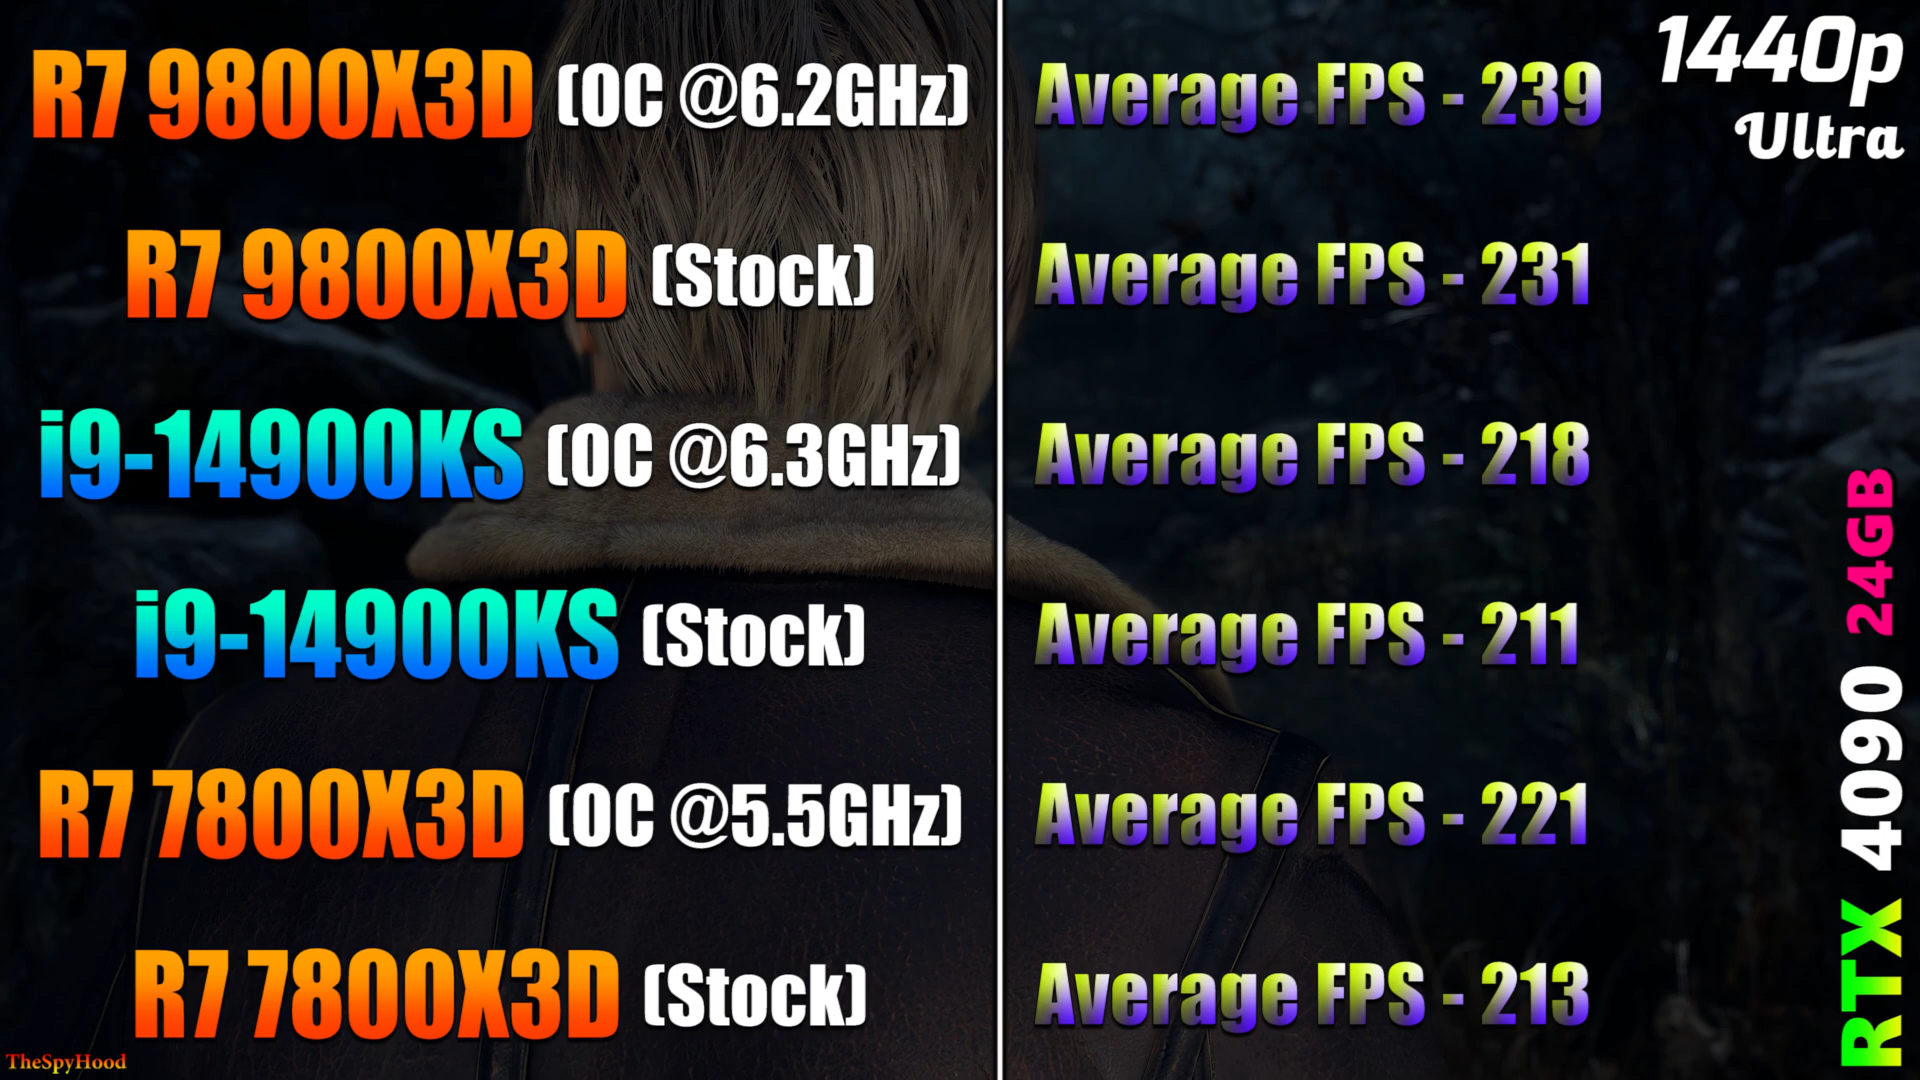 R7 9800X3D (OC @6.2GHz) Average FPS - 239
1440p
Ultra
R7 9800X3D (Stock) Average FPS - 231
i9-14900KS (OC @6.3GHz) Average FPS - 218
i9-14900KS (Stock) Average FPS - 211
R7 7800X3D (OC @5.5GHz) Average FPS - 221
R7 7800X3D (Stock) Average FPS - 213
RTX 4090 24GB
TheSpyHood